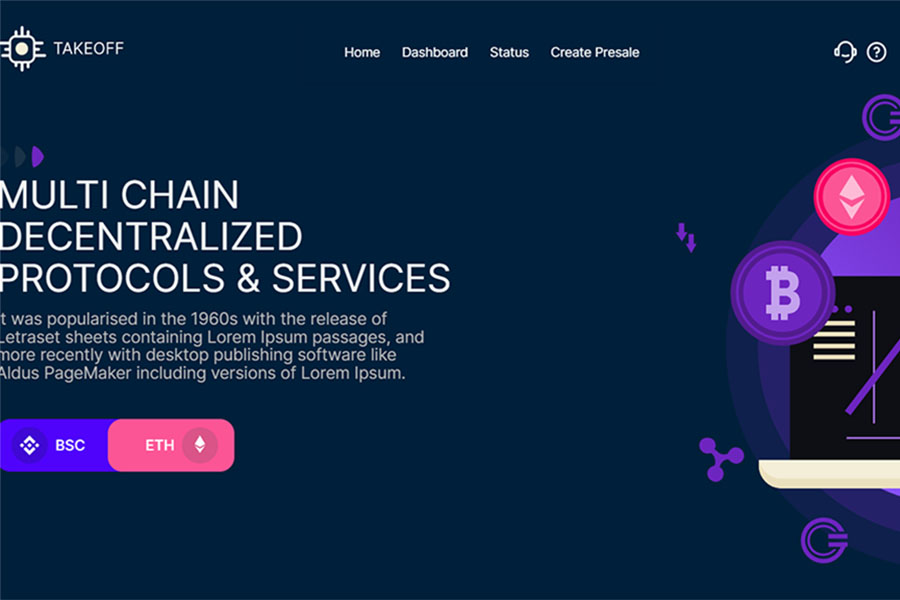 TAKEOFF
Home Dashboard Status Create Presale
MULTI CHAIN
DECENTRALIZED
PROTOCOLS & SERVICES
It was popularised in the 1960s with the release of
Letraset sheets containing Lorem Ipsum passages, and
more recently with desktop publishing software like
Aldus PageMaker including versions of Lorem Ipsum.
BSC ETH